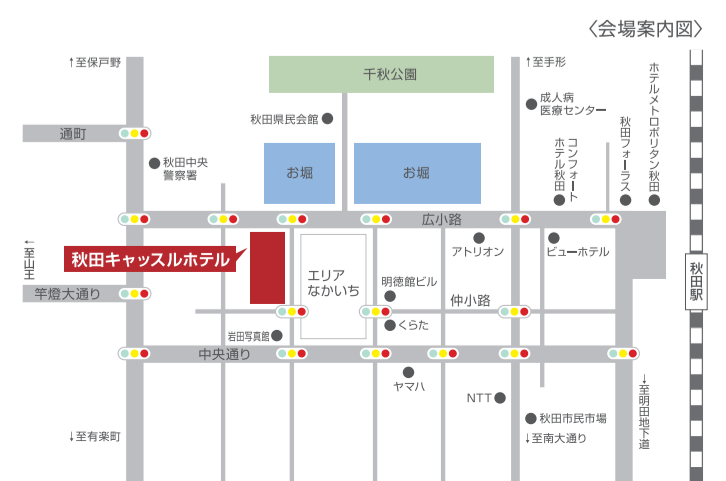 〈会場案内図〉
↑至保戸野
千秋公園
↑至手形
ホテルメトロポリタン秋田
成人病
医療センター
秋田県民会館
秋田フォーラス
通町
コンフォート
ホテル秋田
秋田中央
警察署
お堀
お堀
広小路
アトリオン
ビューホテル
↑至山王
秋田キャッスルホテル
エリア
なかいち
明徳館ビル
秋田駅
竿燈大通り
仲小路
くらた
岩田写真館
中央通り
ヤマハ
↓至明田地下道
NTT
秋田市民市場
↓至有楽町
↓至南大通り